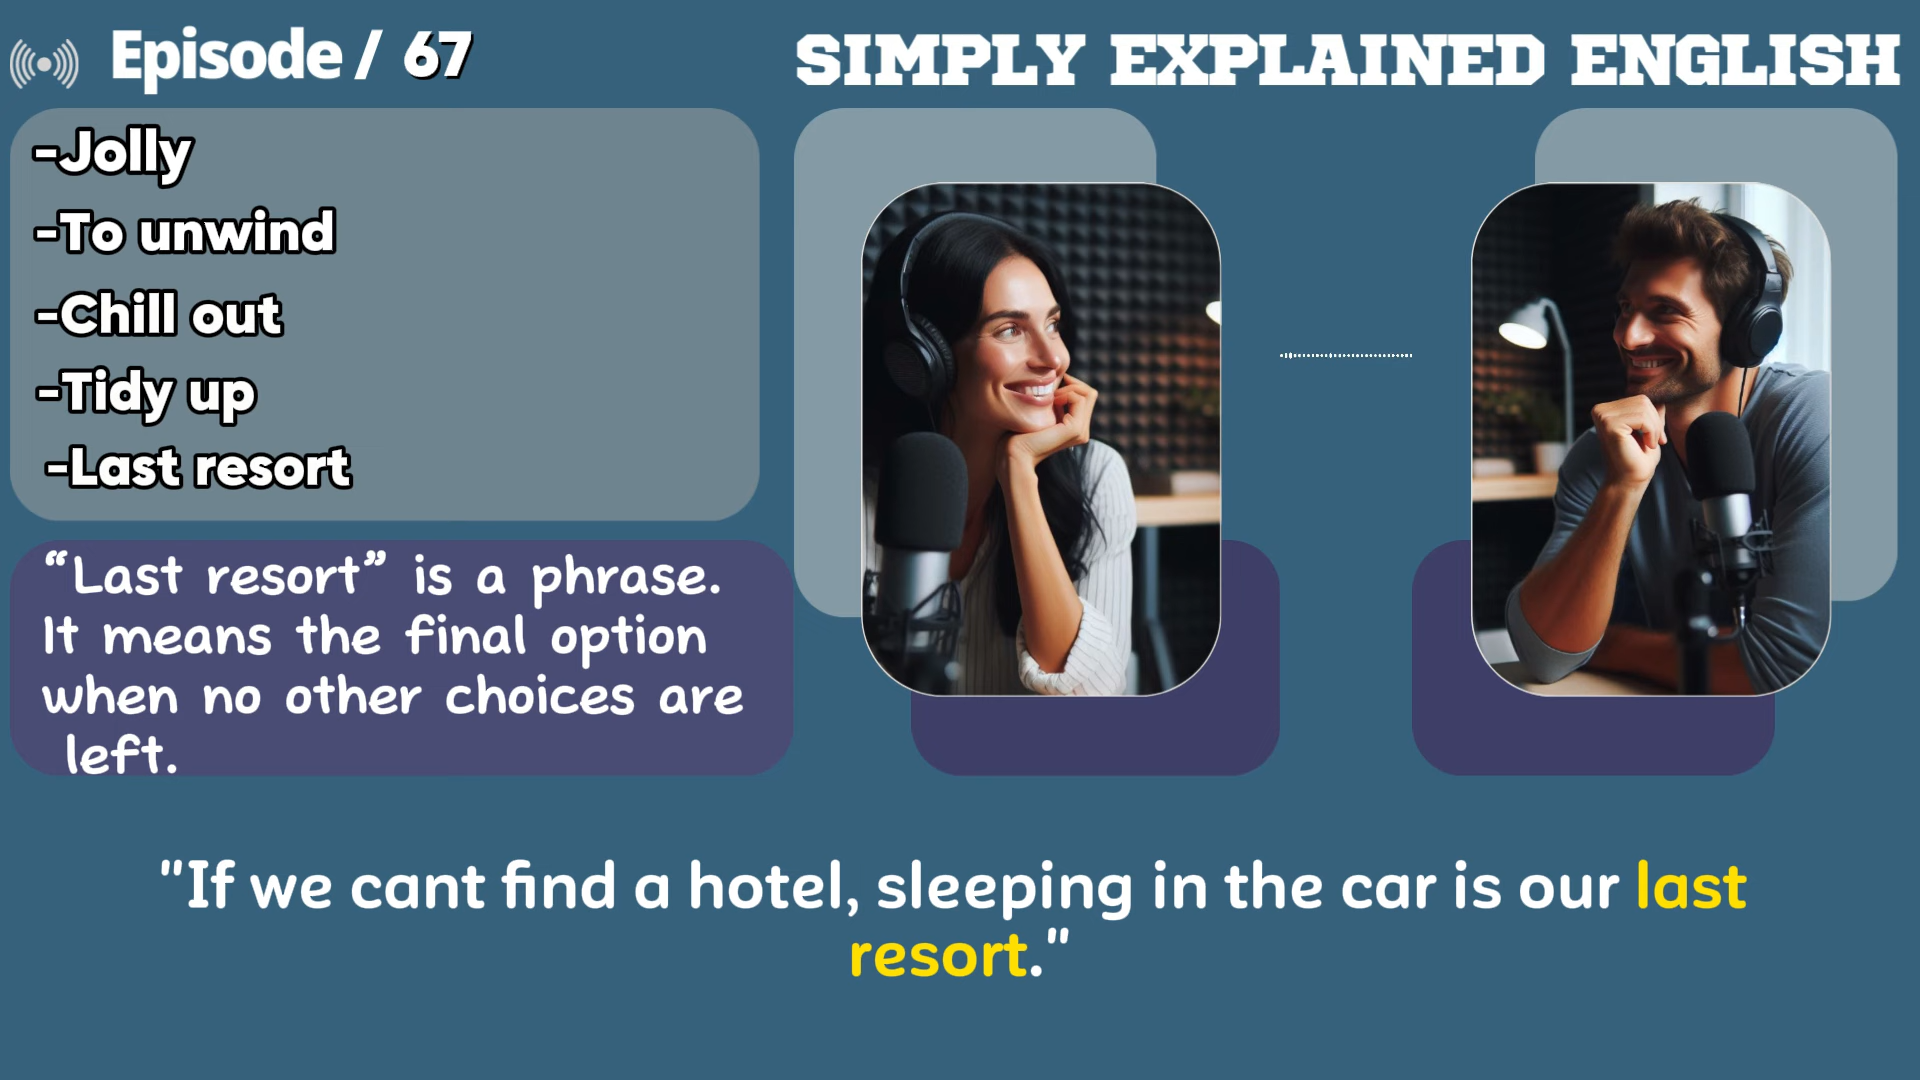 Episode / 67
SIMPLY EXPLAINED ENGLISH
-Jolly
-To unwind
-Chill out
-Tidy up
-Last resort
“Last resort” is a phrase.
It means the final option
when no other choices are
left.
"If we cant find a hotel, sleeping in the car is our last
resort."